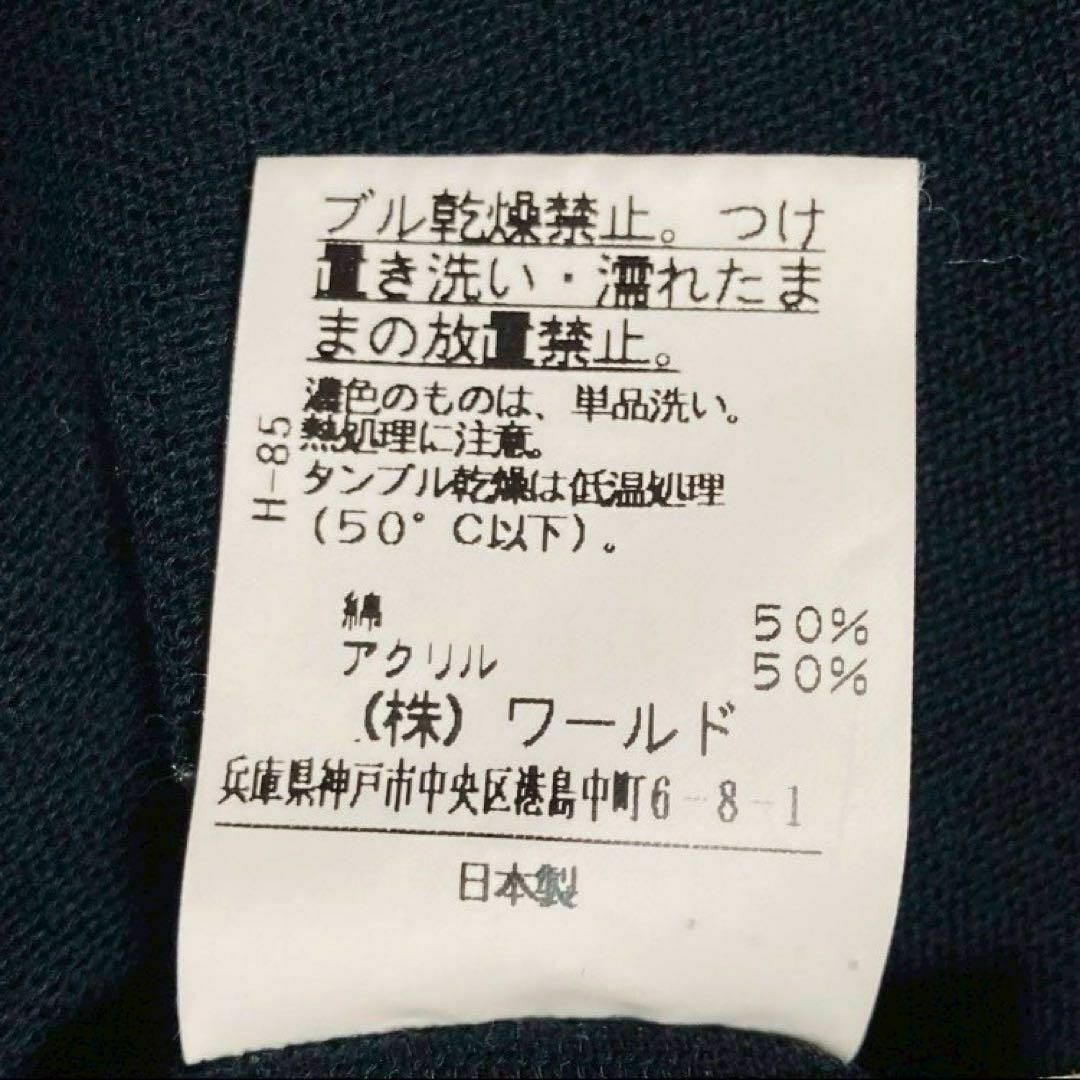 ブル乾燥禁止。つけ
置き洗い・濡れたま
まの放置禁止。
濃色のものは、単品洗い。
熱処理に注意。
タンブル乾燥は低温処理
(50°C以下)。
H-85
綿 50%
アクリル 50%
(株)ワールド
兵庫県神戸市中央区港島中町6-8-1
日本製